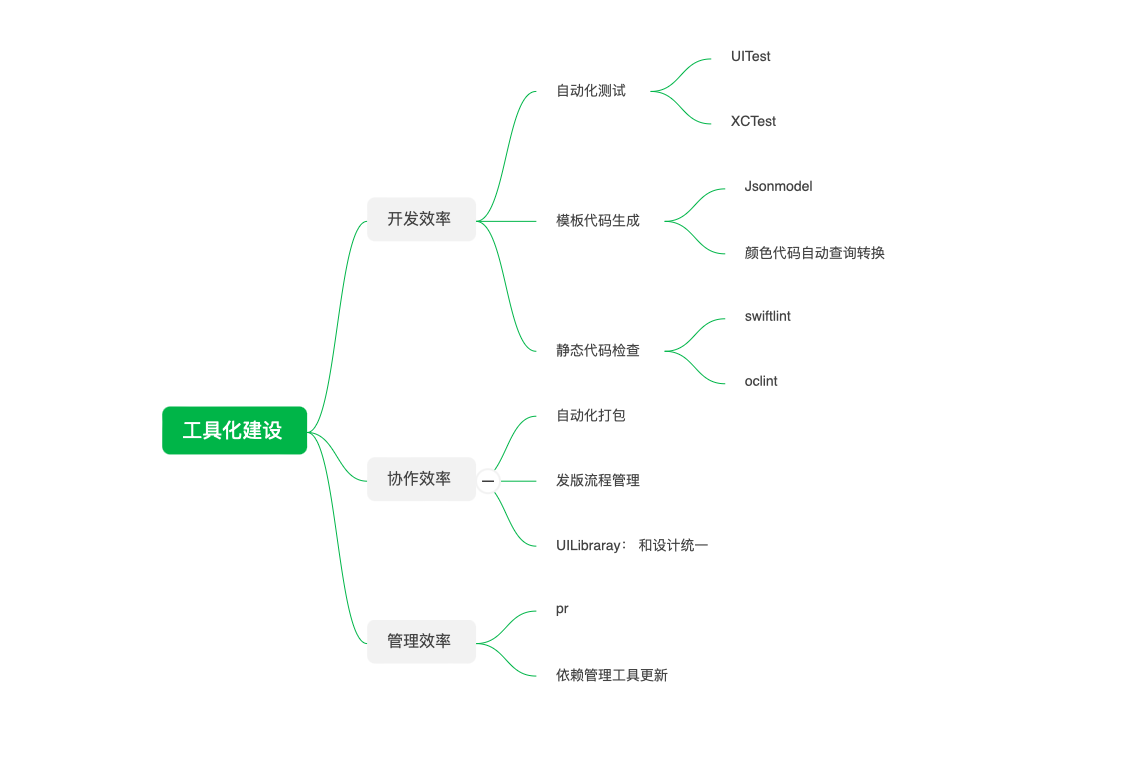 UITest
自动化测试
XCTest
Jsonmodel
开发效率
模板代码生成
颜色代码自动查询转换
swiftlint
静态代码检查
oclint
自动化打包
工具化建设
协作效率
发版流程管理
UILibraray： 和设计统一
pr
管理效率
依赖管理工具更新